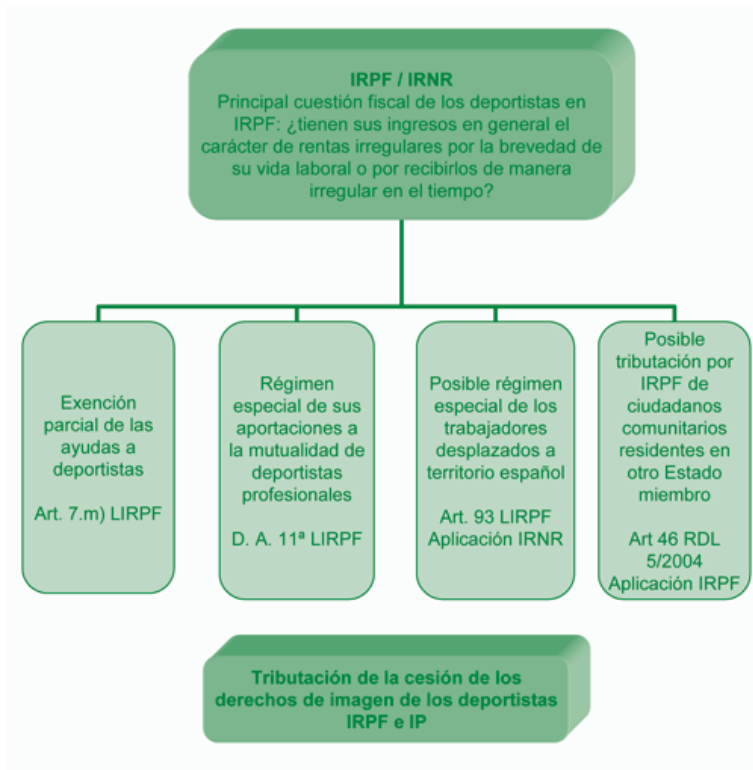 IRPF / IRNR
Principal cuestión fiscal de los deportistas en
IRPF: ¿tienen sus ingresos en general el
carácter de rentas irregulares por la brevedad de
su vida laboral o por recibirlos de manera
irregular en el tiempo?
Exención
parcial de las
ayudas a
deportistas
Art. 7.m) LIRPF
Régimen
especial de sus
aportaciones a
la mutualidad de
deportistas
profesionales
D. A. 11ª LIRPF
Posible régimen
especial de los
trabajadores
desplazados a
territorio español
Art. 93 LIRPF
Aplicación IRNR
Posible
tributación por
IRPF de
ciudadanos
comunitarios
residentes en
otro Estado
miembro
Art 46 RDL
5/2004
Aplicación IRPF
Tributación de la cesión de los
derechos de imagen de los deportistas
IRPF e IP